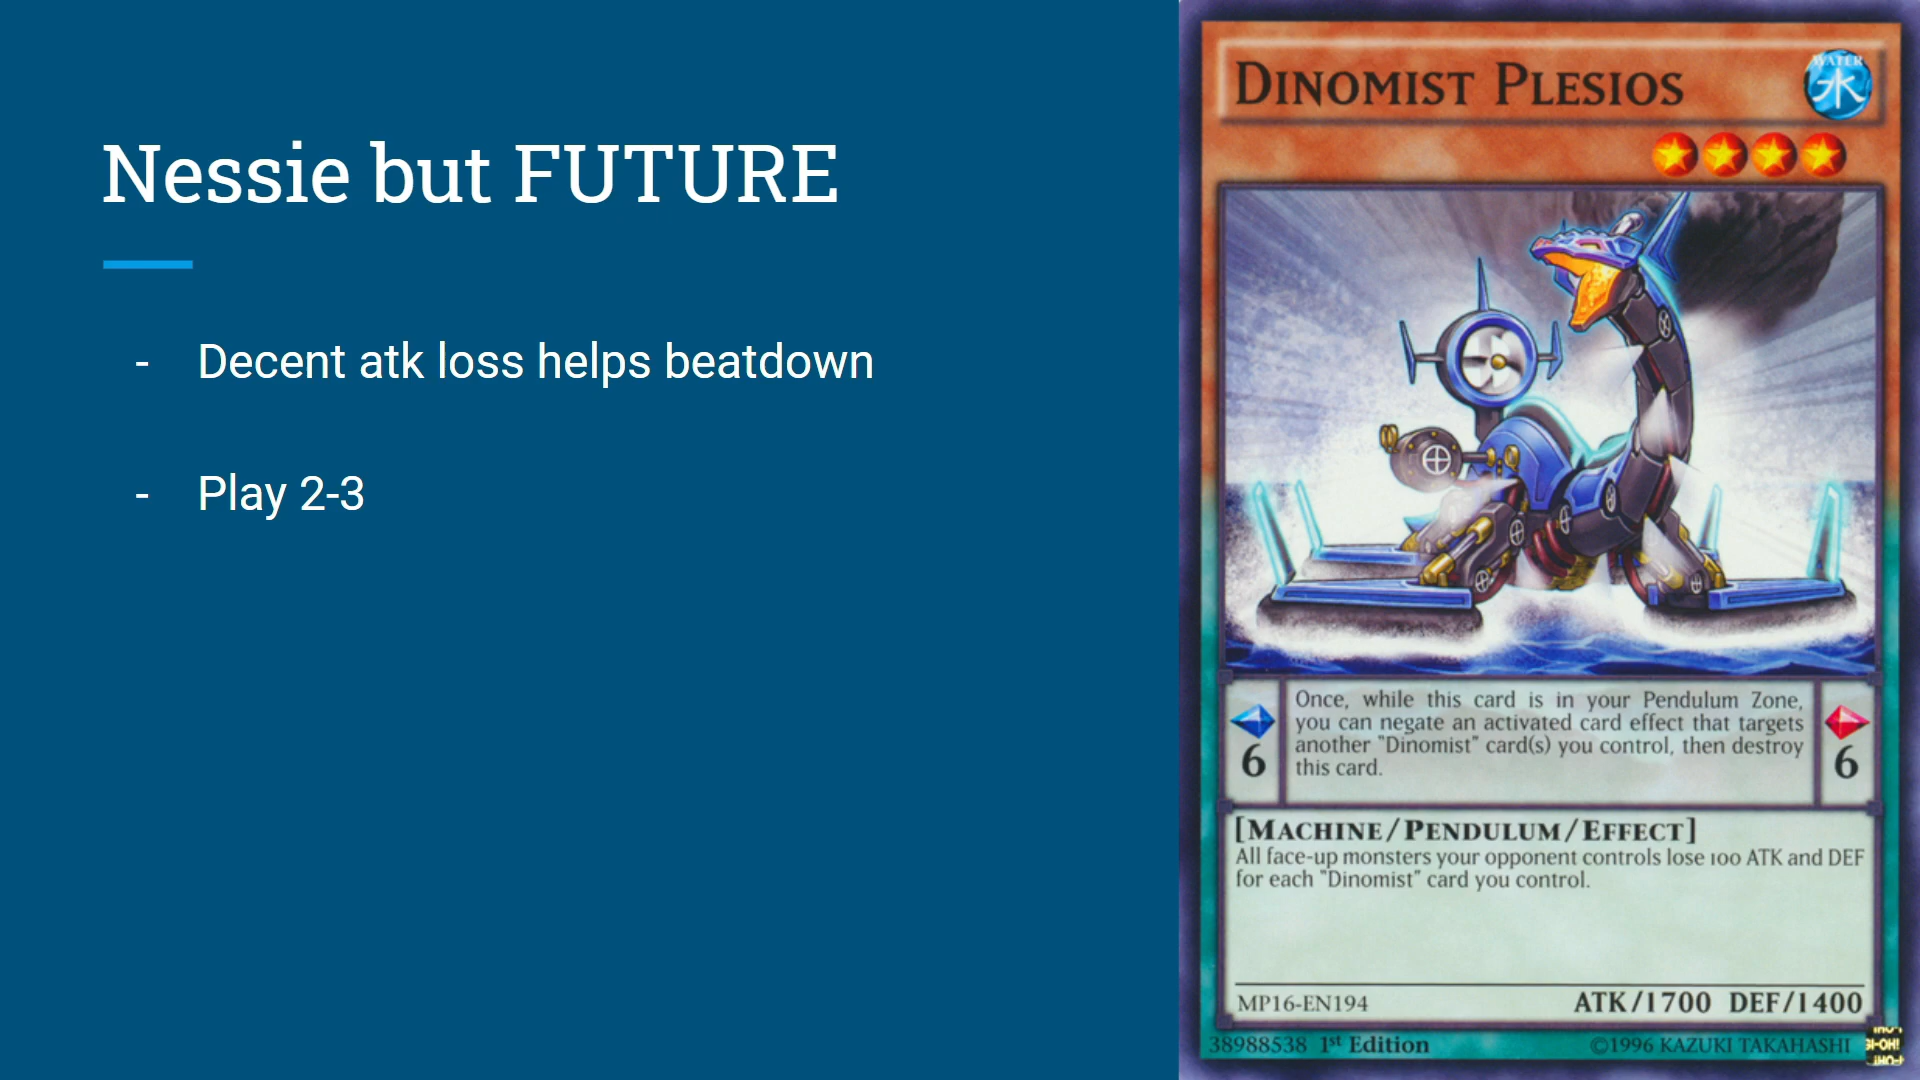 Nessie but FUTURE
- Decent atk loss helps beatdown
- Play 2-3
DINOMIST PLESIOS
WATER
水
Once, while this card is in your Pendulum Zone,
you can negate an activated card effect that targets
another "Dinomist" card(s) you control, then destroy
this card.
6
6
[MACHINE/PENDULUM/EFFECT]
All face-up monsters your opponent controls lose 100 ATK and DEF
for each "Dinomist" card you control.
MP16-EN194
ATK/1700 DEF/1400
38988538 1st Edition
©1996 KAZUKI TAKAHASHI